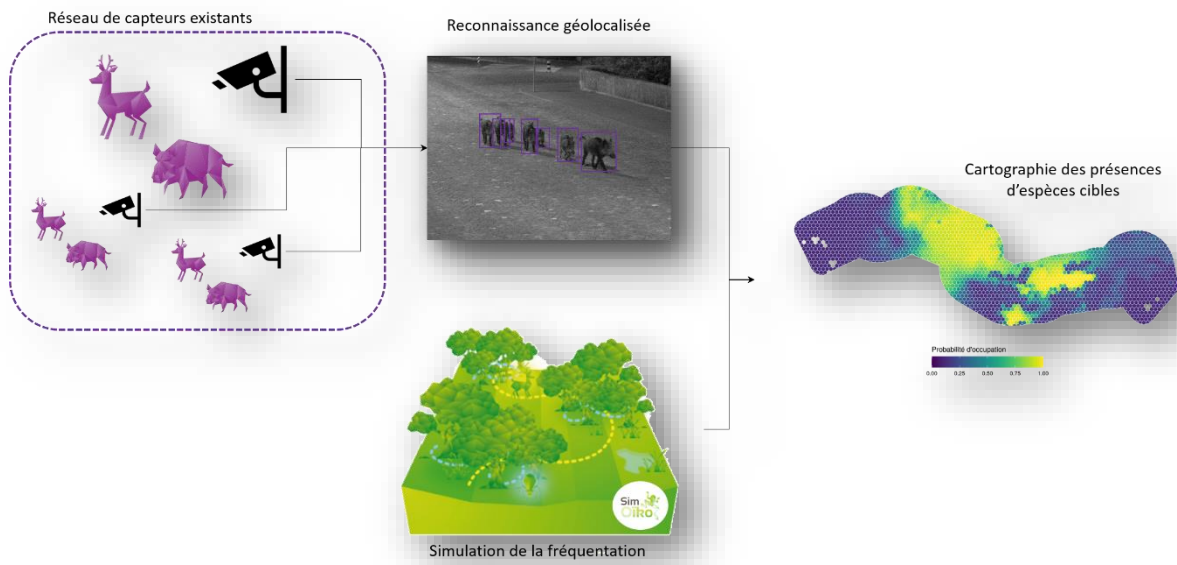 Réseau de capteurs existants
Reconnaissance géolocalisée
Cartographie des présences
d'espèces cibles
Probabilité d'occupation
0.00 0.25 0.50 0.75 1.00
Sim
Oïko
Simulation de la fréquentation